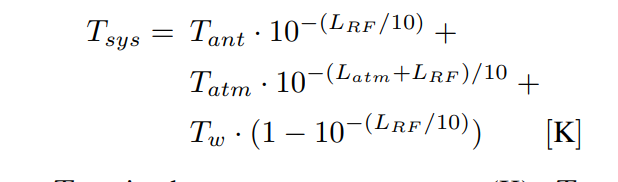 T_{sys} = T_{ant} · 10^{-(L_{RF}/10)} +
T_{atm} · 10^{-(L_{atm}+L_{RF})/10} +
T_w · (1 − 10^{-(L_{RF}/10)}) [K]